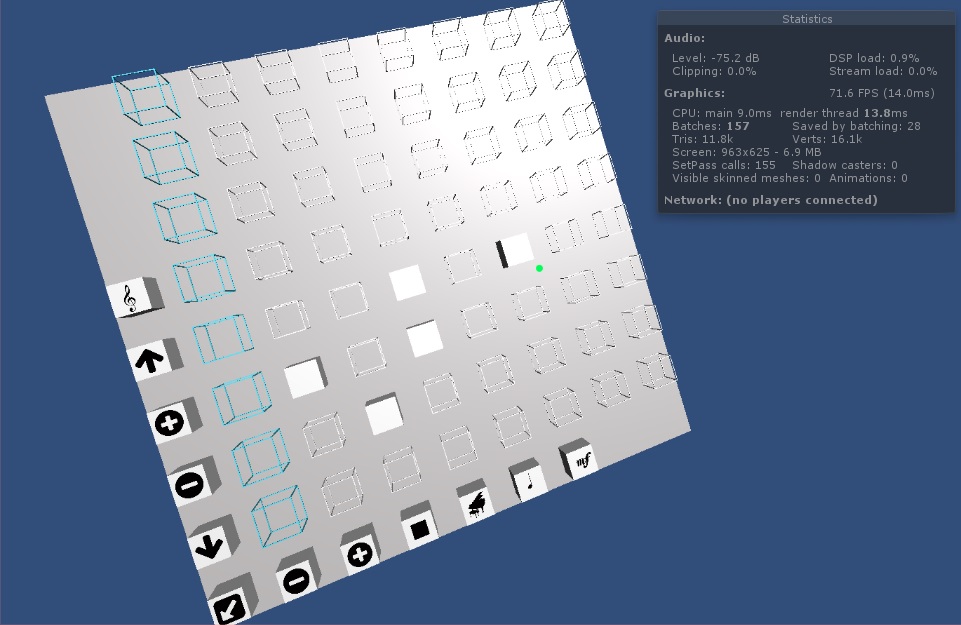 Statistics
Audio:
Level: -75.2 dB DSP load: 0.9%
Clipping: 0.0% Stream load: 0.0%
Graphics: 71.6 FPS (14.0ms)
CPU: main 9.0ms render thread 13.8ms
Batches: 157 Saved by batching: 28
Tris: 11.8k Verts: 16.1k
Screen: 963x625 - 6.9 MB
SetPass calls: 155 Shadow casters: 0
Visible skinned meshes: 0 Animations: 0
Network: (no players connected)
mf